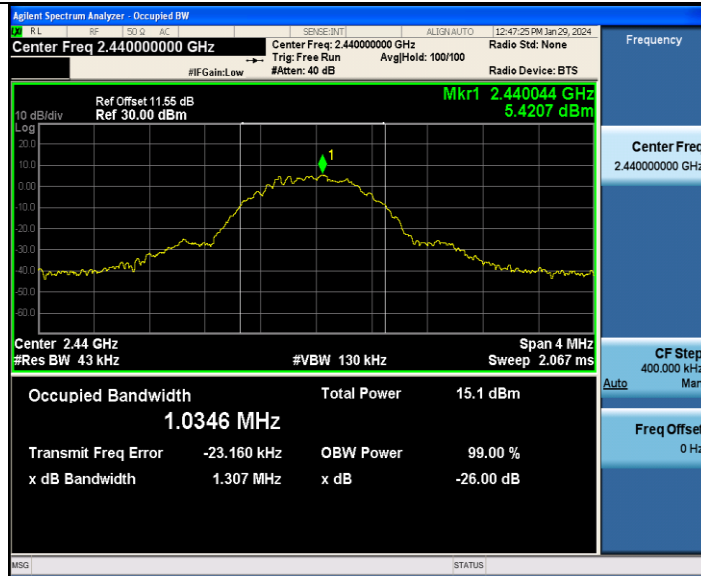 Agilent Spectrum Analyzer - Occupied BW
RL RF 50 Ω AC SENSE:INT ALIGN AUTO 12:47:25 PM Jan 29, 2024
Center Freq 2.440000000 GHz Center Freq: 2.440000000 GHz Radio Std: None
Trig: Free Run Avg|Hold: 100/100
#IFGain:Low #Atten: 40 dB Radio Device: BTS
Mkr1 2.440044 GHz
5.4207 dBm
Ref Offset 11.55 dB
10 dB/div Ref 30.00 dBm
Log
20.0
10.0
0.00
-10.0
-20.0
-30.0
-40.0
-50.0
-60.0
1
Center 2.44 GHz Span 4 MHz
#Res BW 43 kHz #VBW 130 kHz Sweep 2.067 ms
Occupied Bandwidth Total Power 15.1 dBm
1.0346 MHz
Transmit Freq Error -23.160 kHz OBW Power 99.00 %
x dB Bandwidth 1.307 MHz x dB -26.00 dB
MSG STATUS
Frequency
Center Freq
2.440000000 GHz
CF Step
400.000 kHz
Auto Man
Freq Offset
0 Hz